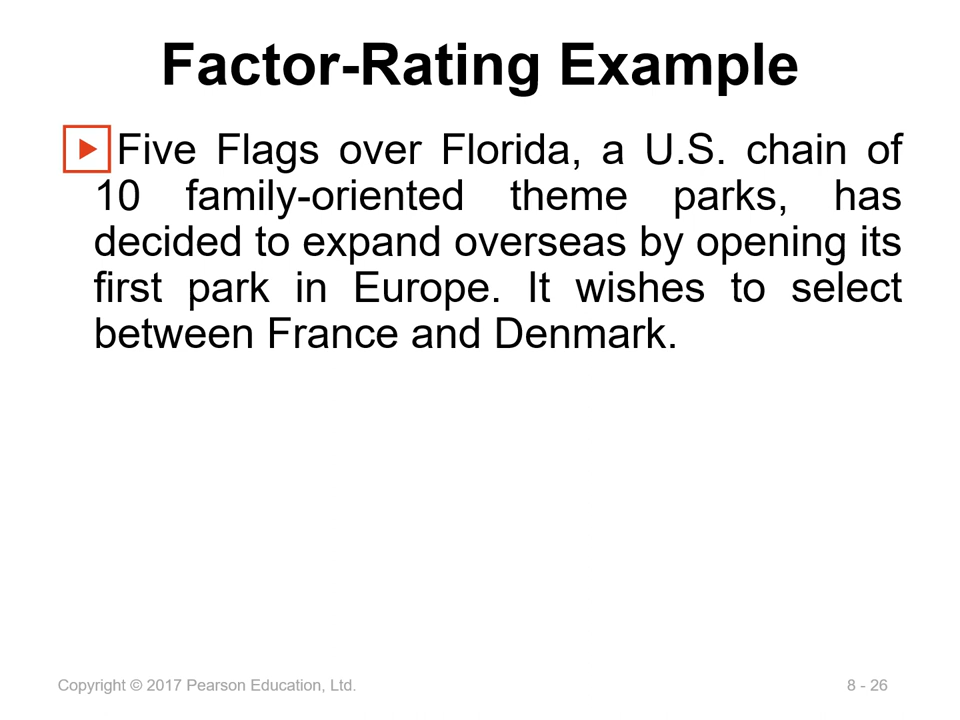 Factor-Rating Example
Five Flags over Florida, a U.S. chain of
10 family-oriented theme parks, has
decided to expand overseas by opening its
first park in Europe. It wishes to select
between France and Denmark.
Copyright © 2017 Pearson Education, Ltd.
8 - 26